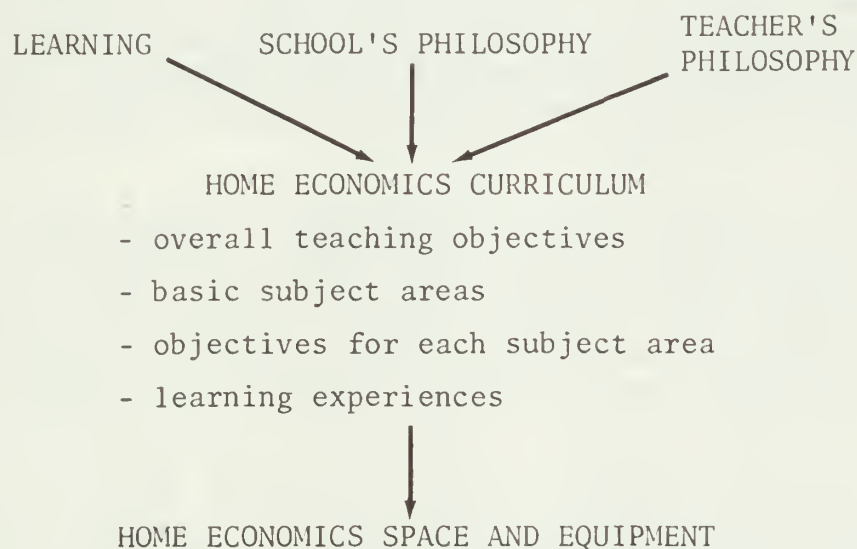 LEARNING
SCHOOL'S PHILOSOPHY
TEACHER'S
PHILOSOPHY
HOME ECONOMICS CURRICULUM
- overall teaching objectives
- basic subject areas
- objectives for each subject area
- learning experiences
HOME ECONOMICS SPACE AND EQUIPMENT